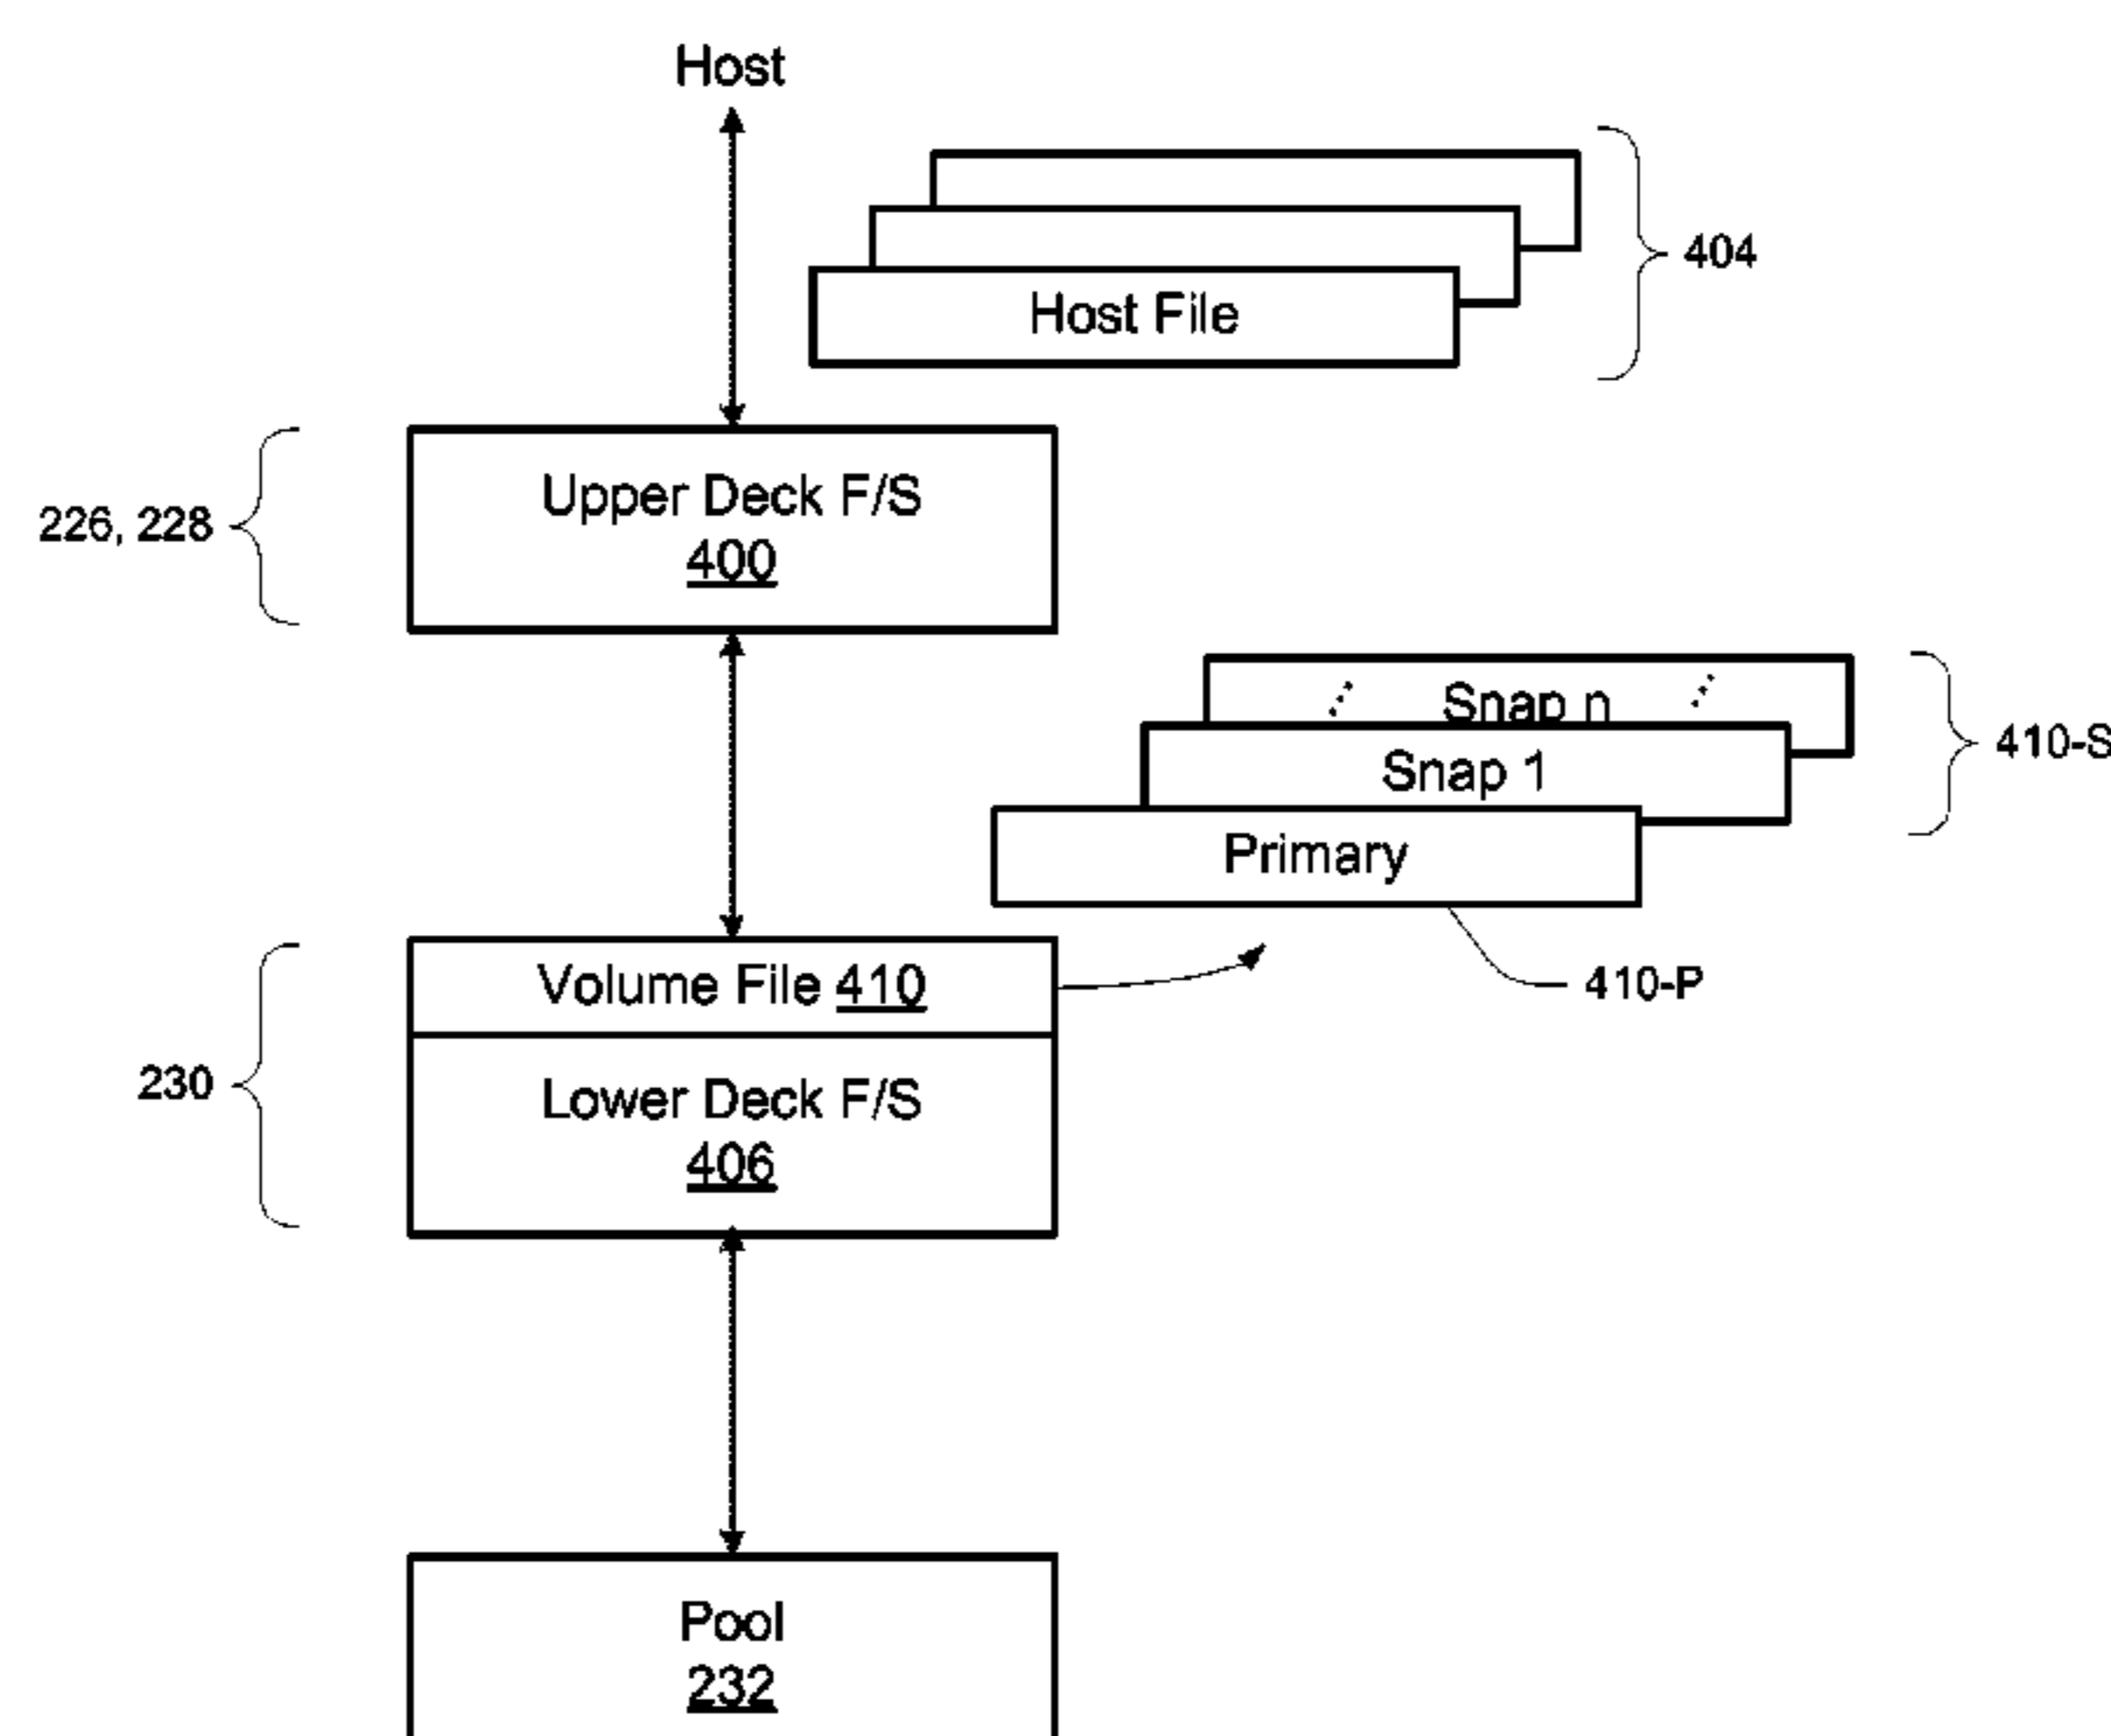 Host
404
Host File
Upper Deck F/S
400
226, 228
Snap n
410-S
Snap 1
Primary
410-P
Volume File 410
230
Lower Deck F/S
406
Pool
232